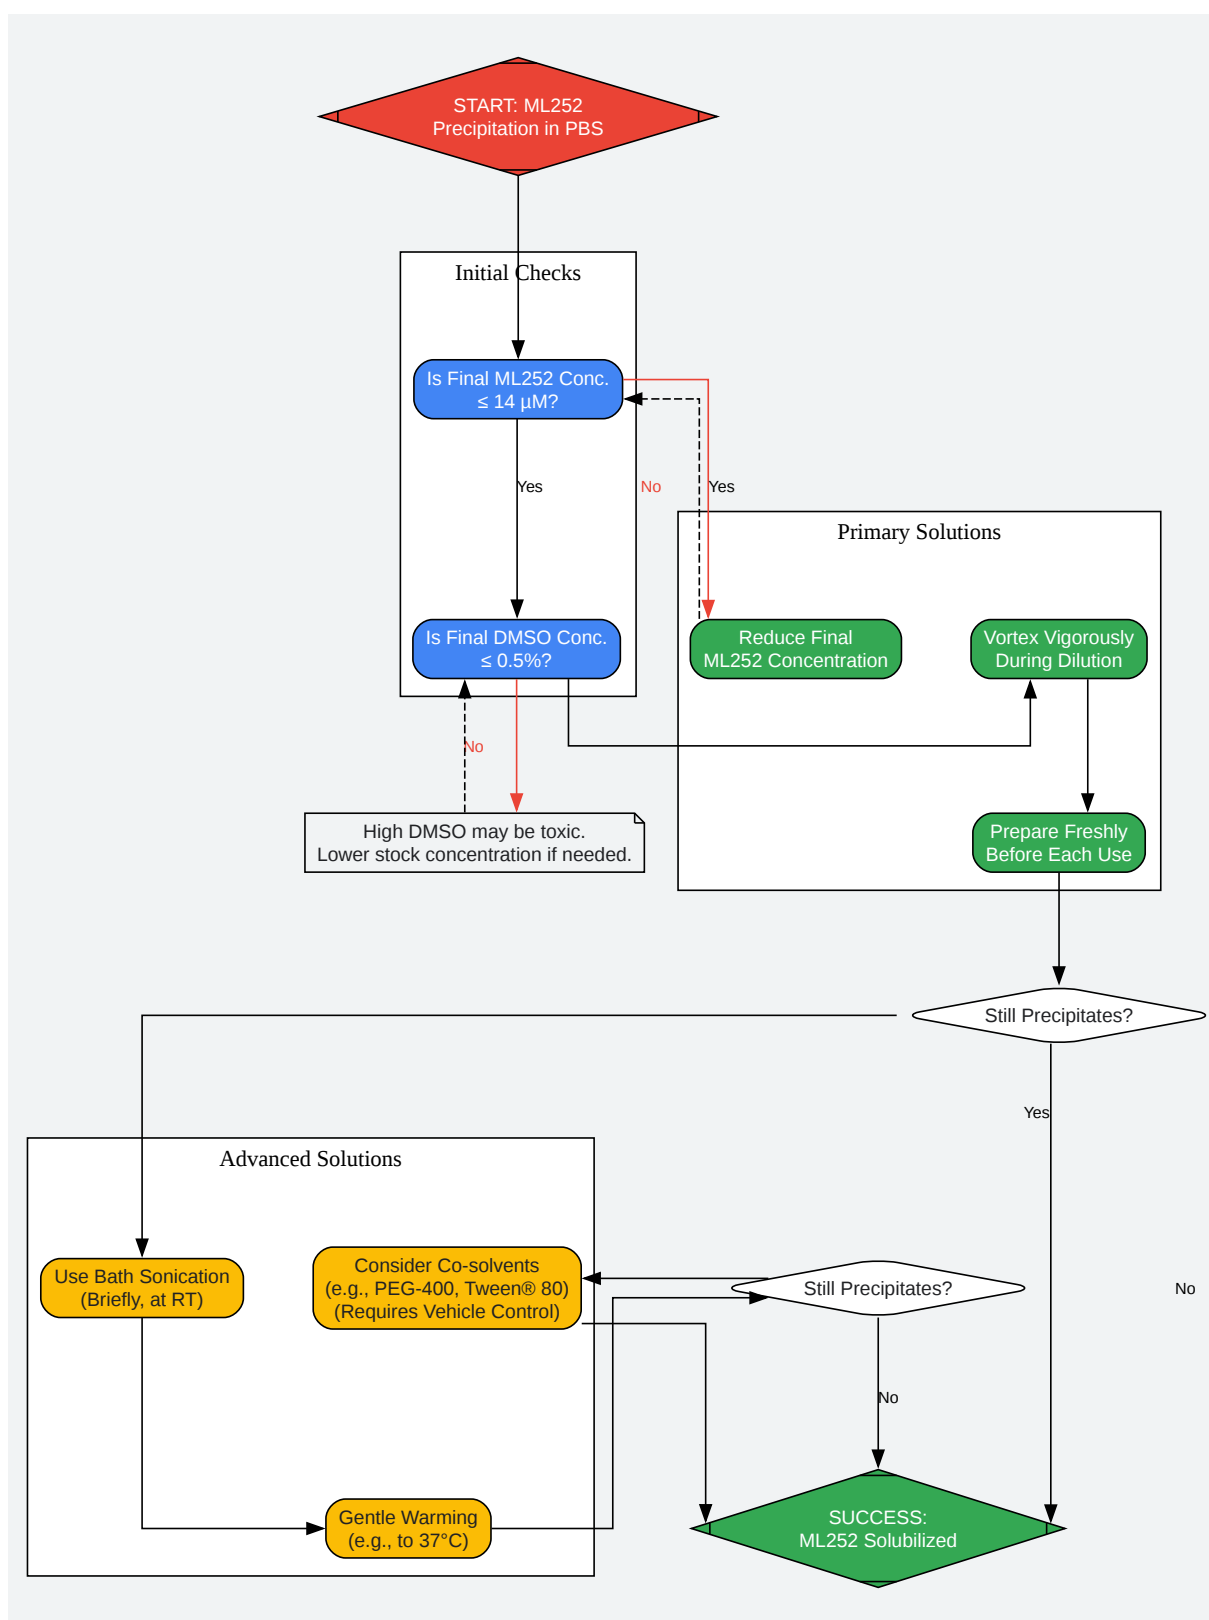 START: ML252
Precipitation in PBS
Initial Checks
Is Final ML252 Conc.
≤ 14 µM?
Yes
No
Yes
Primary Solutions
Is Final DMSO Conc.
≤ 0.5%?
Reduce Final
ML252 Concentration
Vortex Vigorously
During Dilution
No
High DMSO may be toxic.
Lower stock concentration if needed.
Prepare Freshly
Before Each Use
Still Precipitates?
Yes
Advanced Solutions
Use Bath Sonication
(Briefly, at RT)
Consider Co-solvents
(e.g., PEG-400, Tween® 80)
(Requires Vehicle Control)
Still Precipitates?
No
No
Gentle Warming
(e.g., to 37°C)
SUCCESS:
ML252 Solubilized